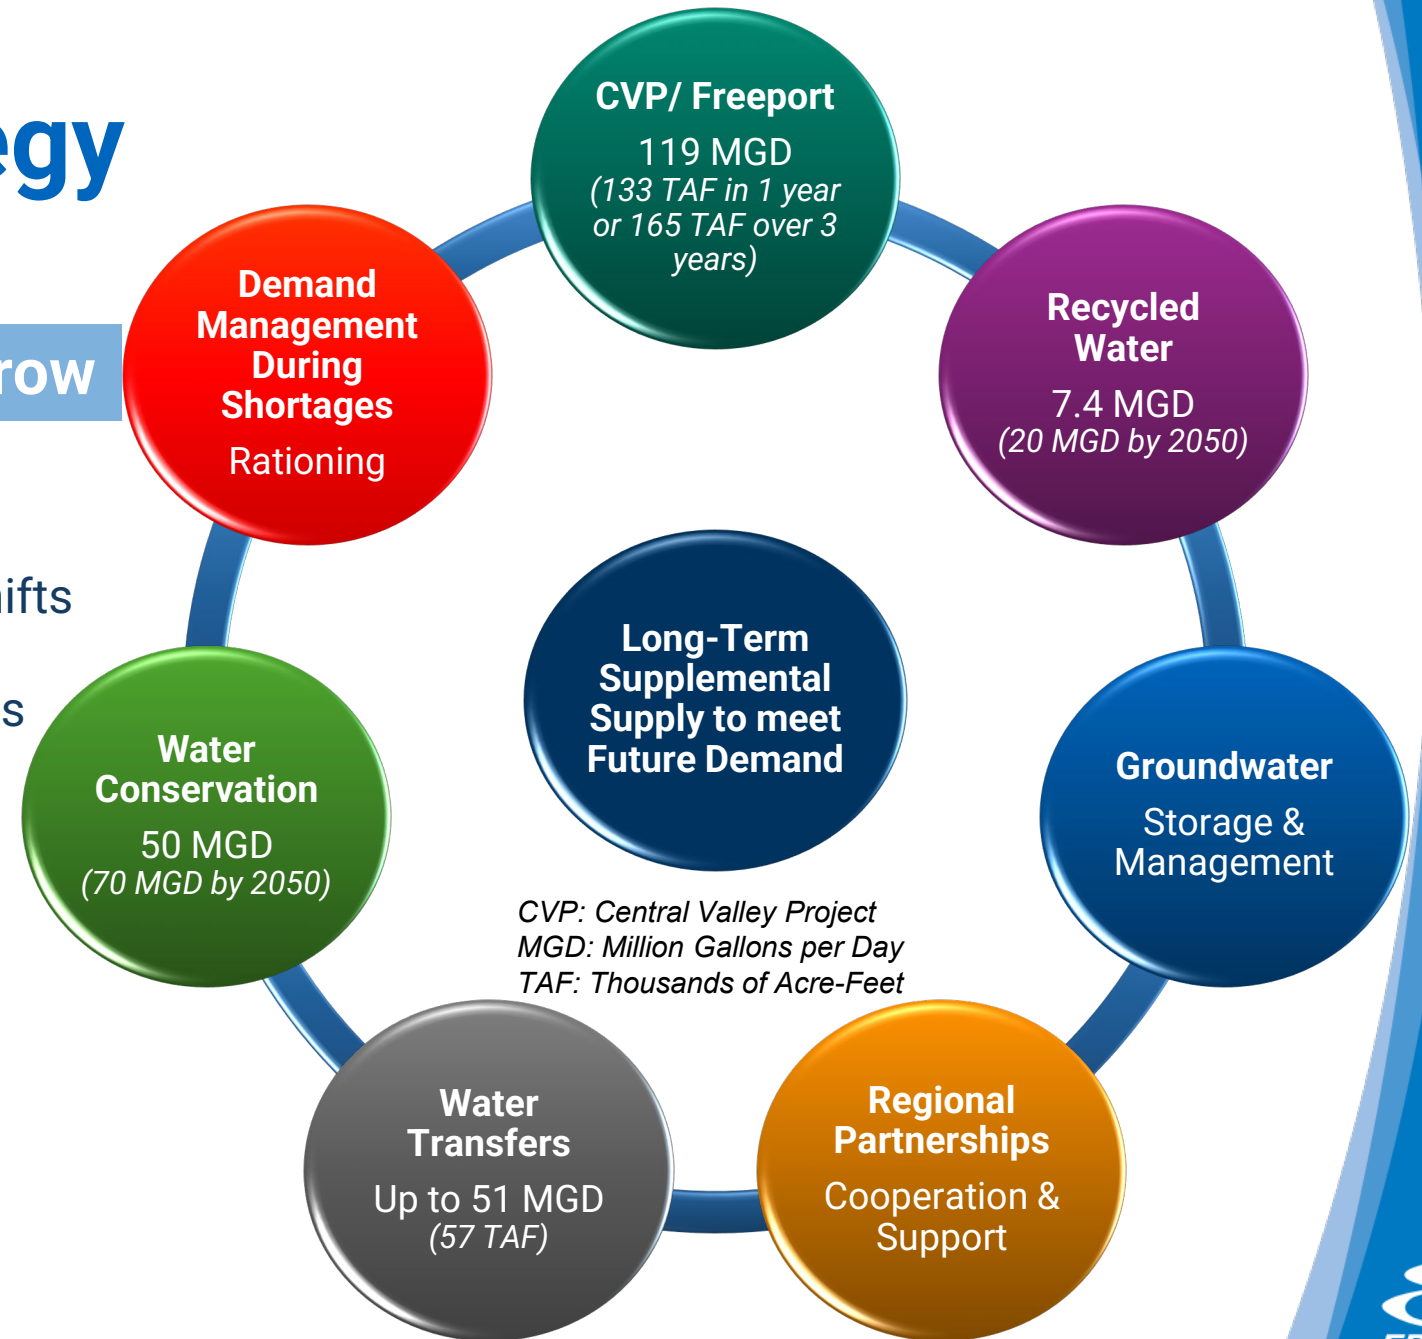 CVP/ Freeport
119 MGD
(133 TAF in 1 year
or 165 TAF over 3
years)
Demand
Management
During
Shortages
Rationing
Recycled
Water
7.4 MGD
(20 MGD by 2050)
Long-Term
Supplemental
Supply to meet
Future Demand
Water
Conservation
50 MGD
(70 MGD by 2050)
Groundwater
Storage &
Management
CVP: Central Valley Project
MGD: Million Gallons per Day
TAF: Thousands of Acre-Feet
Water
Transfers
Up to 51 MGD
(57 TAF)
Regional
Partnerships
Cooperation &
Support